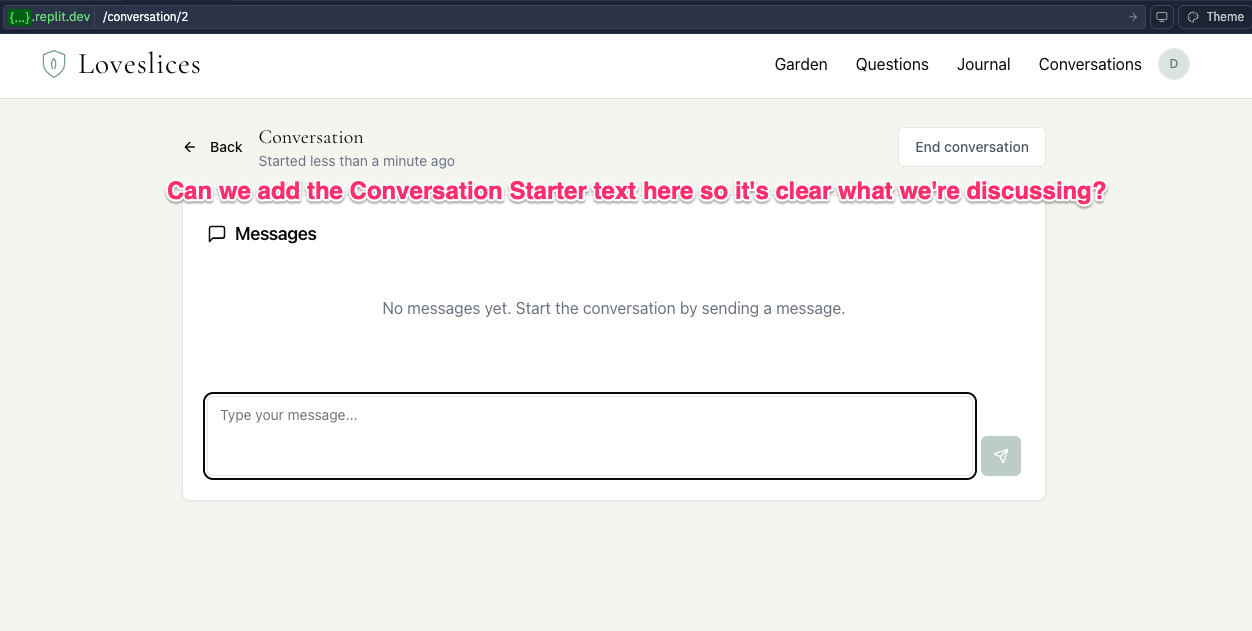 {...}.replit.dev /conversation/2 Theme
Loveslices Garden Questions Journal Conversations D
Back Conversation End conversation
Started less than a minute ago
Can we add the Conversation Starter text here so it's clear what we're discussing?
Messages
No messages yet. Start the conversation by sending a message.
Type your message...